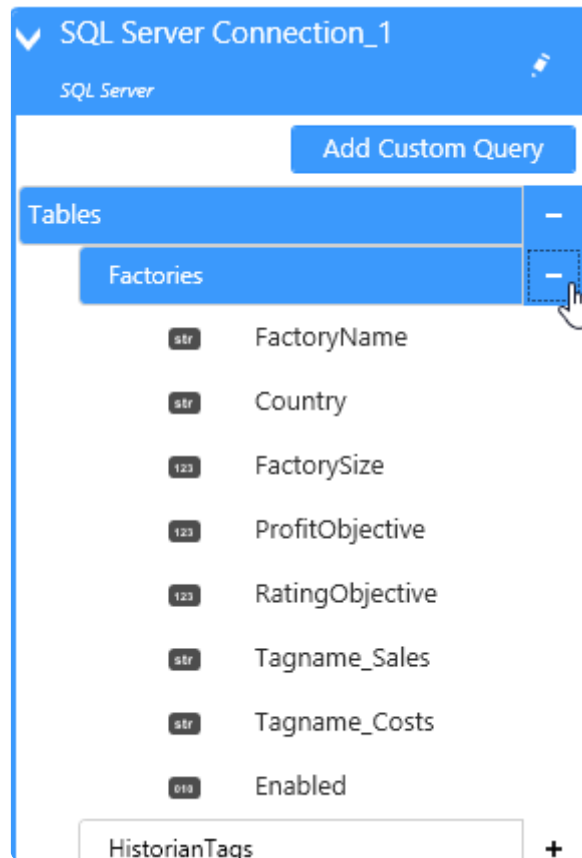 SQL Server Connection_1
SQL Server
Add Custom Query
Tables
Factories
str FactoryName
str Country
123 FactorySize
123 ProfitObjective
123 RatingObjective
str Tagname_Sales
str Tagname_Costs
010 Enabled
HistorianTags